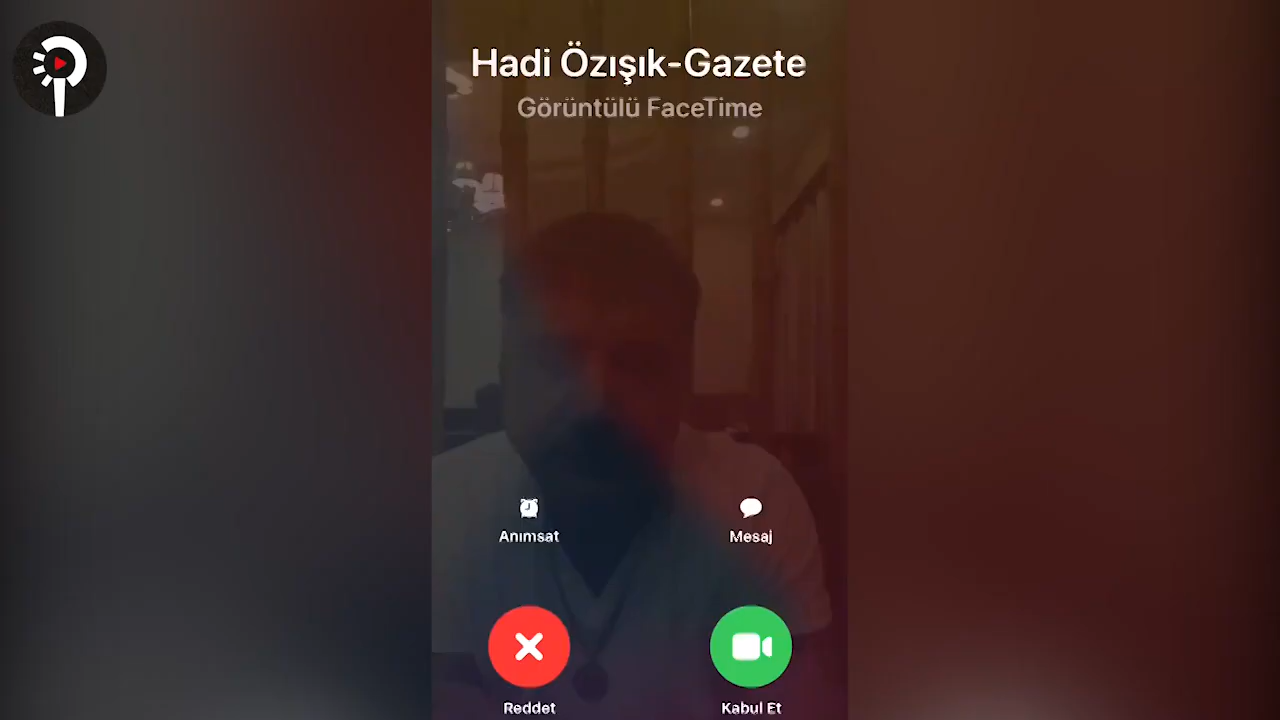 Hadi Özışık-Gazete
Görüntülü FaceTime
Anımsat
Mesaj
Reddet
Kabul Et